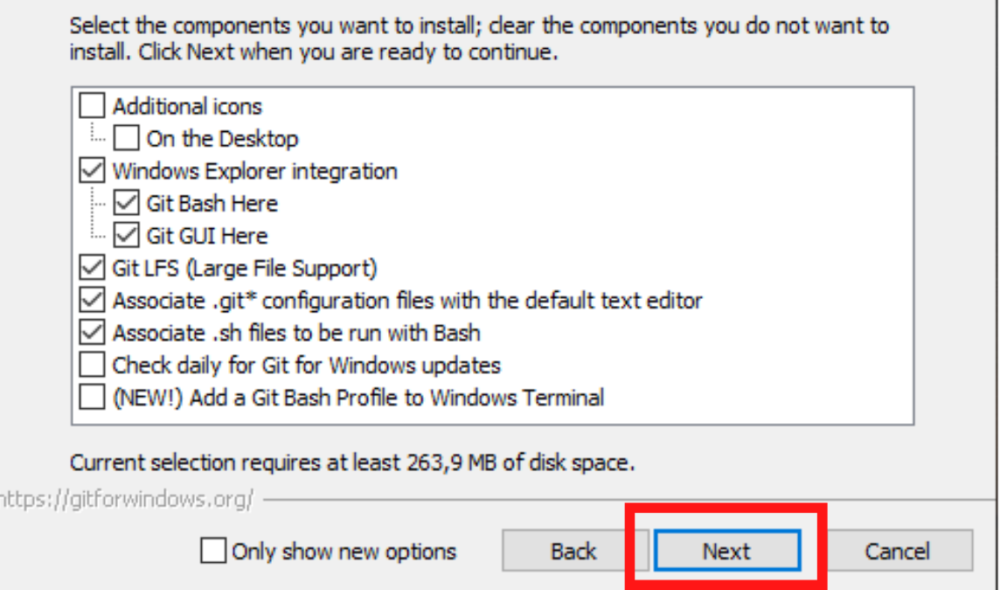 Select the components you want to install; clear the components you do not want to
install. Click Next when you are ready to continue.
Additional icons
On the Desktop
Windows Explorer integration
Git Bash Here
Git GUI Here
Git LFS (Large File Support)
Associate .git* configuration files with the default text editor
Associate .sh files to be run with Bash
Check daily for Git for Windows updates
(NEW!) Add a Git Bash Profile to Windows Terminal
Current selection requires at least 263,9 MB of disk space.
https://gitforwindows.org/
Only show new options Back Next Cancel